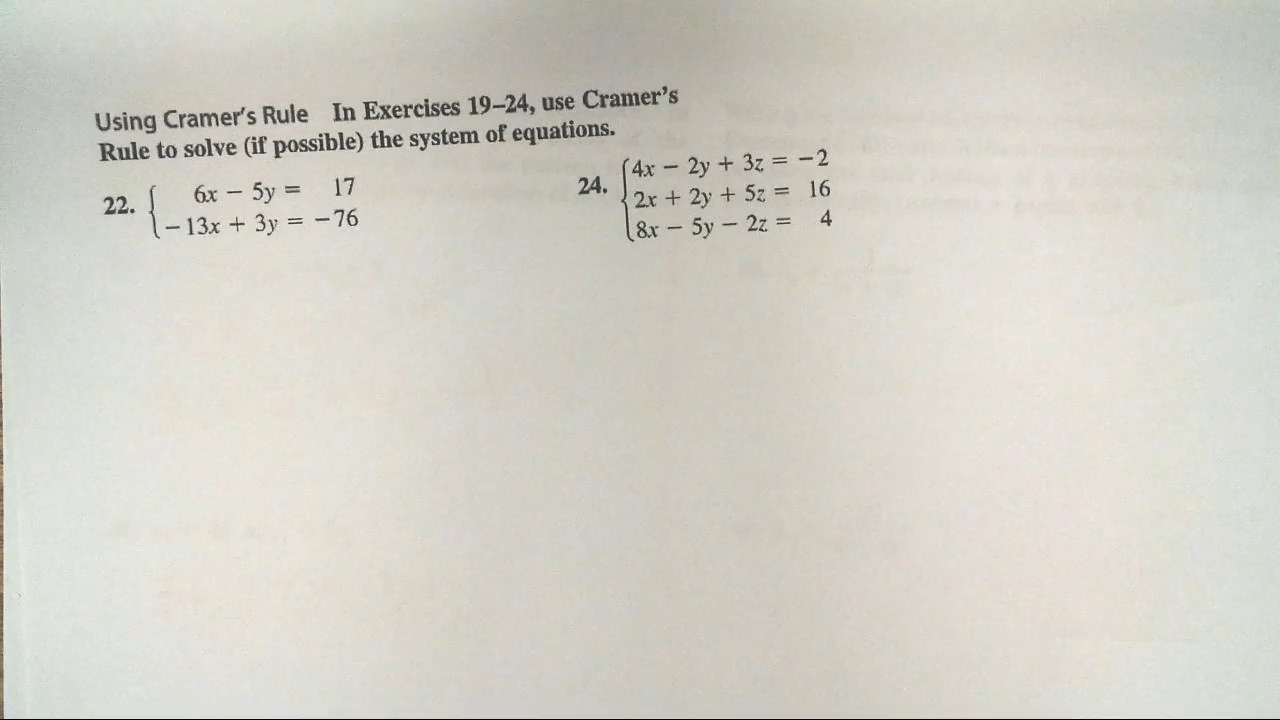 Using Cramer's Rule In Exercises 19–24, use Cramer's
Rule to solve (if possible) the system of equations.
22. { 6x − 5y = 17
−13x + 3y = −76
24. { 4x − 2y + 3z = −2
2x + 2y + 5z = 16
8x − 5y − 2z = 4